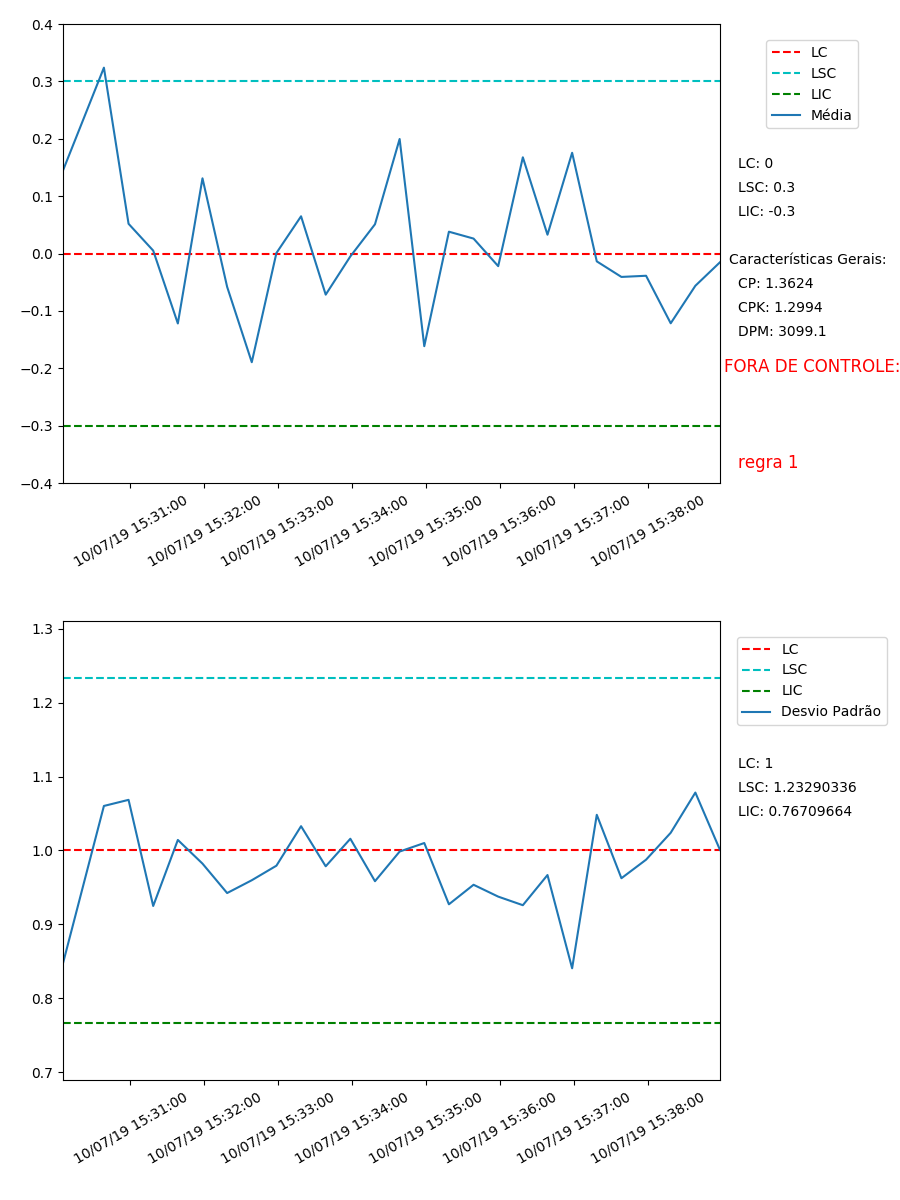 0.4
0.3
0.2
0.1
0.0
−0.1
−0.2
−0.3
−0.4
10/07/19 15:31:00
10/07/19 15:32:00
10/07/19 15:33:00
10/07/19 15:34:00
10/07/19 15:35:00
10/07/19 15:36:00
10/07/19 15:37:00
10/07/19 15:38:00
LC
LSC
LIC
Média
LC: 0
LSC: 0.3
LIC: -0.3
Características Gerais:
CP: 1.3624
CPK: 1.2994
DPM: 3099.1
FORA DE CONTROLE:
regra 1
1.3
1.2
1.1
1.0
0.9
0.8
0.7
10/07/19 15:31:00
10/07/19 15:32:00
10/07/19 15:33:00
10/07/19 15:34:00
10/07/19 15:35:00
10/07/19 15:36:00
10/07/19 15:37:00
10/07/19 15:38:00
LC
LSC
LIC
Desvio Padrão
LC: 1
LSC: 1.23290336
LIC: 0.76709664